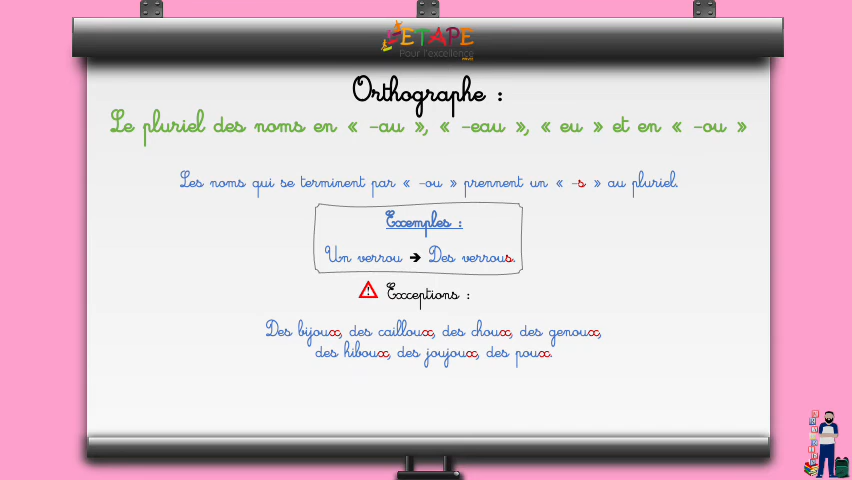 ETAPE
Pour l'excellence
Orthographe :
Le pluriel des noms en « -au », « -eau », « eu » et en « -ou »
Les noms qui se terminent par « -ou » prennent un « -s » au pluriel.
Exemples :
Un verrou ➔ Des verrous.
Exceptions :
Des bijoux, des cailloux, des choux, des genoux,
des hiboux, des joujoux, des poux.